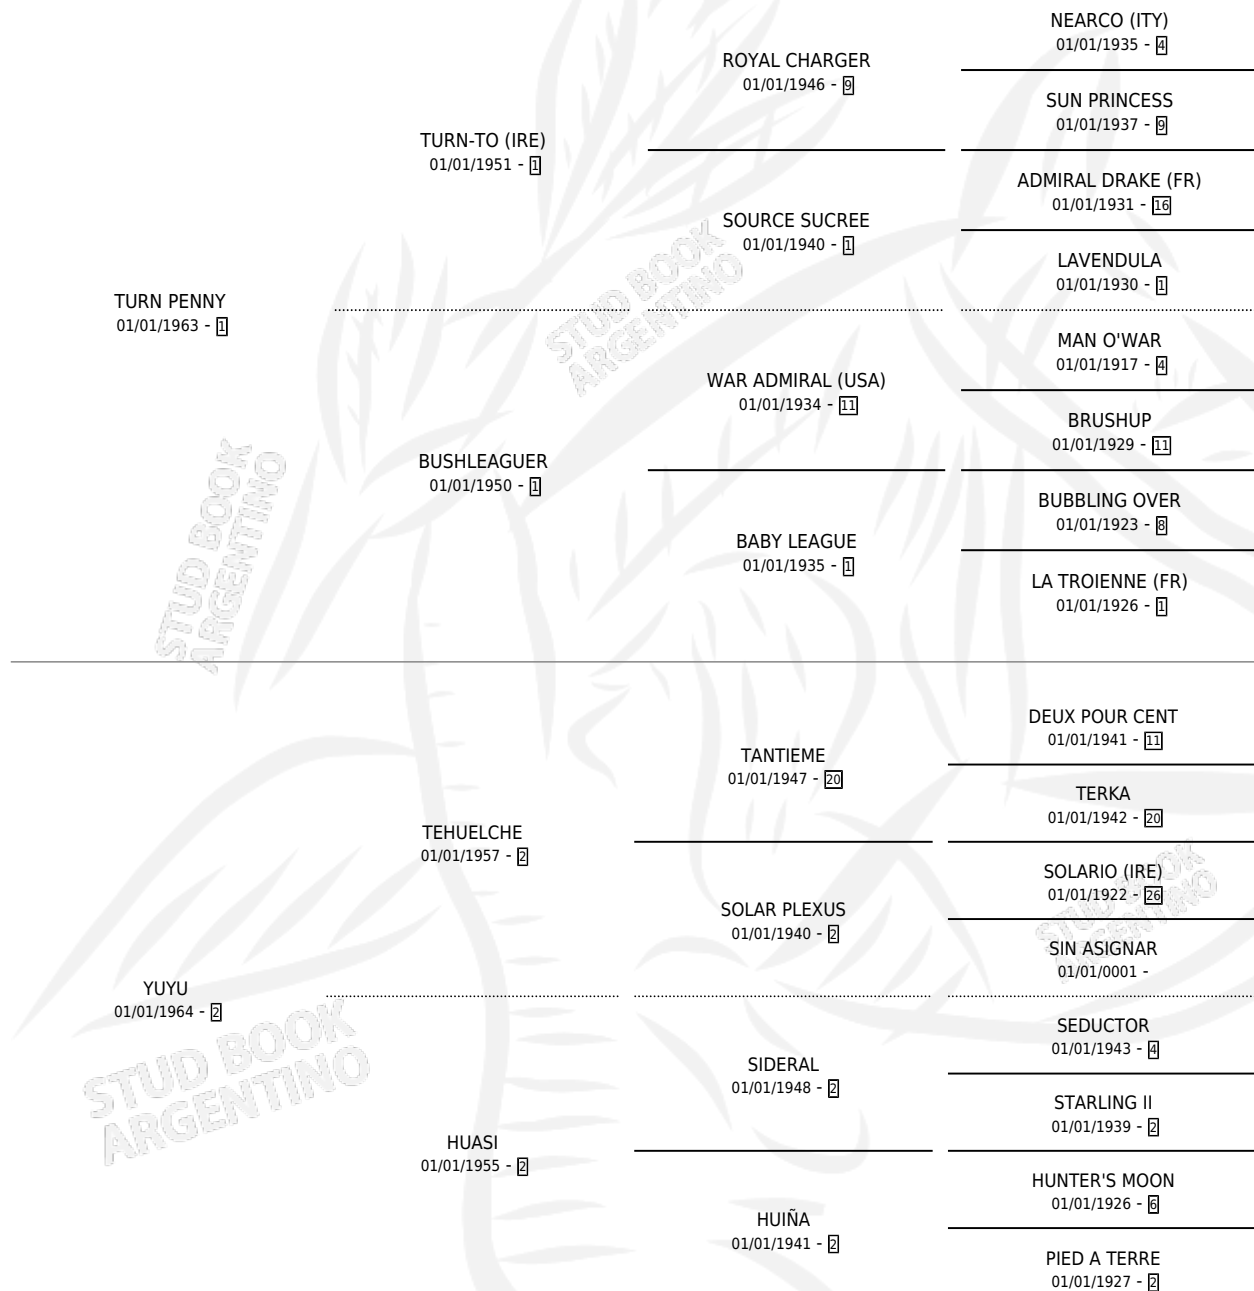 TURN PENNY
01/01/1963 - 1
TURN-TO (IRE)
01/01/1951 - 1
ROYAL CHARGER
01/01/1946 - 9
NEARCO (ITY)
01/01/1935 - 4
SUN PRINCESS
01/01/1937 - 9
SOURCE SUCREE
01/01/1940 - 1
ADMIRAL DRAKE (FR)
01/01/1931 - 16
LAVENDULA
01/01/1930 - 1
BUSHLEAGUER
01/01/1950 - 1
WAR ADMIRAL (USA)
01/01/1934 - 11
MAN O'WAR
01/01/1917 - 4
BRUSHUP
01/01/1929 - 11
BABY LEAGUE
01/01/1935 - 1
BUBBLING OVER
01/01/1923 - 8
LA TROIENNE (FR)
01/01/1926 - 1
YUYU
01/01/1964 - 2
TEHUELCHE
01/01/1957 - 2
TANTIEME
01/01/1947 - 20
DEUX POUR CENT
01/01/1941 - 11
TERKA
01/01/1942 - 20
SOLAR PLEXUS
01/01/1940 - 2
SOLARIO (IRE)
01/01/1922 - 26
SIN ASIGNAR
01/01/0001 -
HUASI
01/01/1955 - 2
SIDERAL
01/01/1948 - 2
SEDUCTOR
01/01/1943 - 4
STARLING II
01/01/1939 - 2
HUIÑA
01/01/1941 - 2
HUNTER'S MOON
01/01/1926 - 6
PIED A TERRE
01/01/1927 - 2
STUD BOOK
ARGENTINO
STUD BOOK
ARGENTINO
STUD BOOK
ARGENTINO
STUD BOOK
ARGENTINO